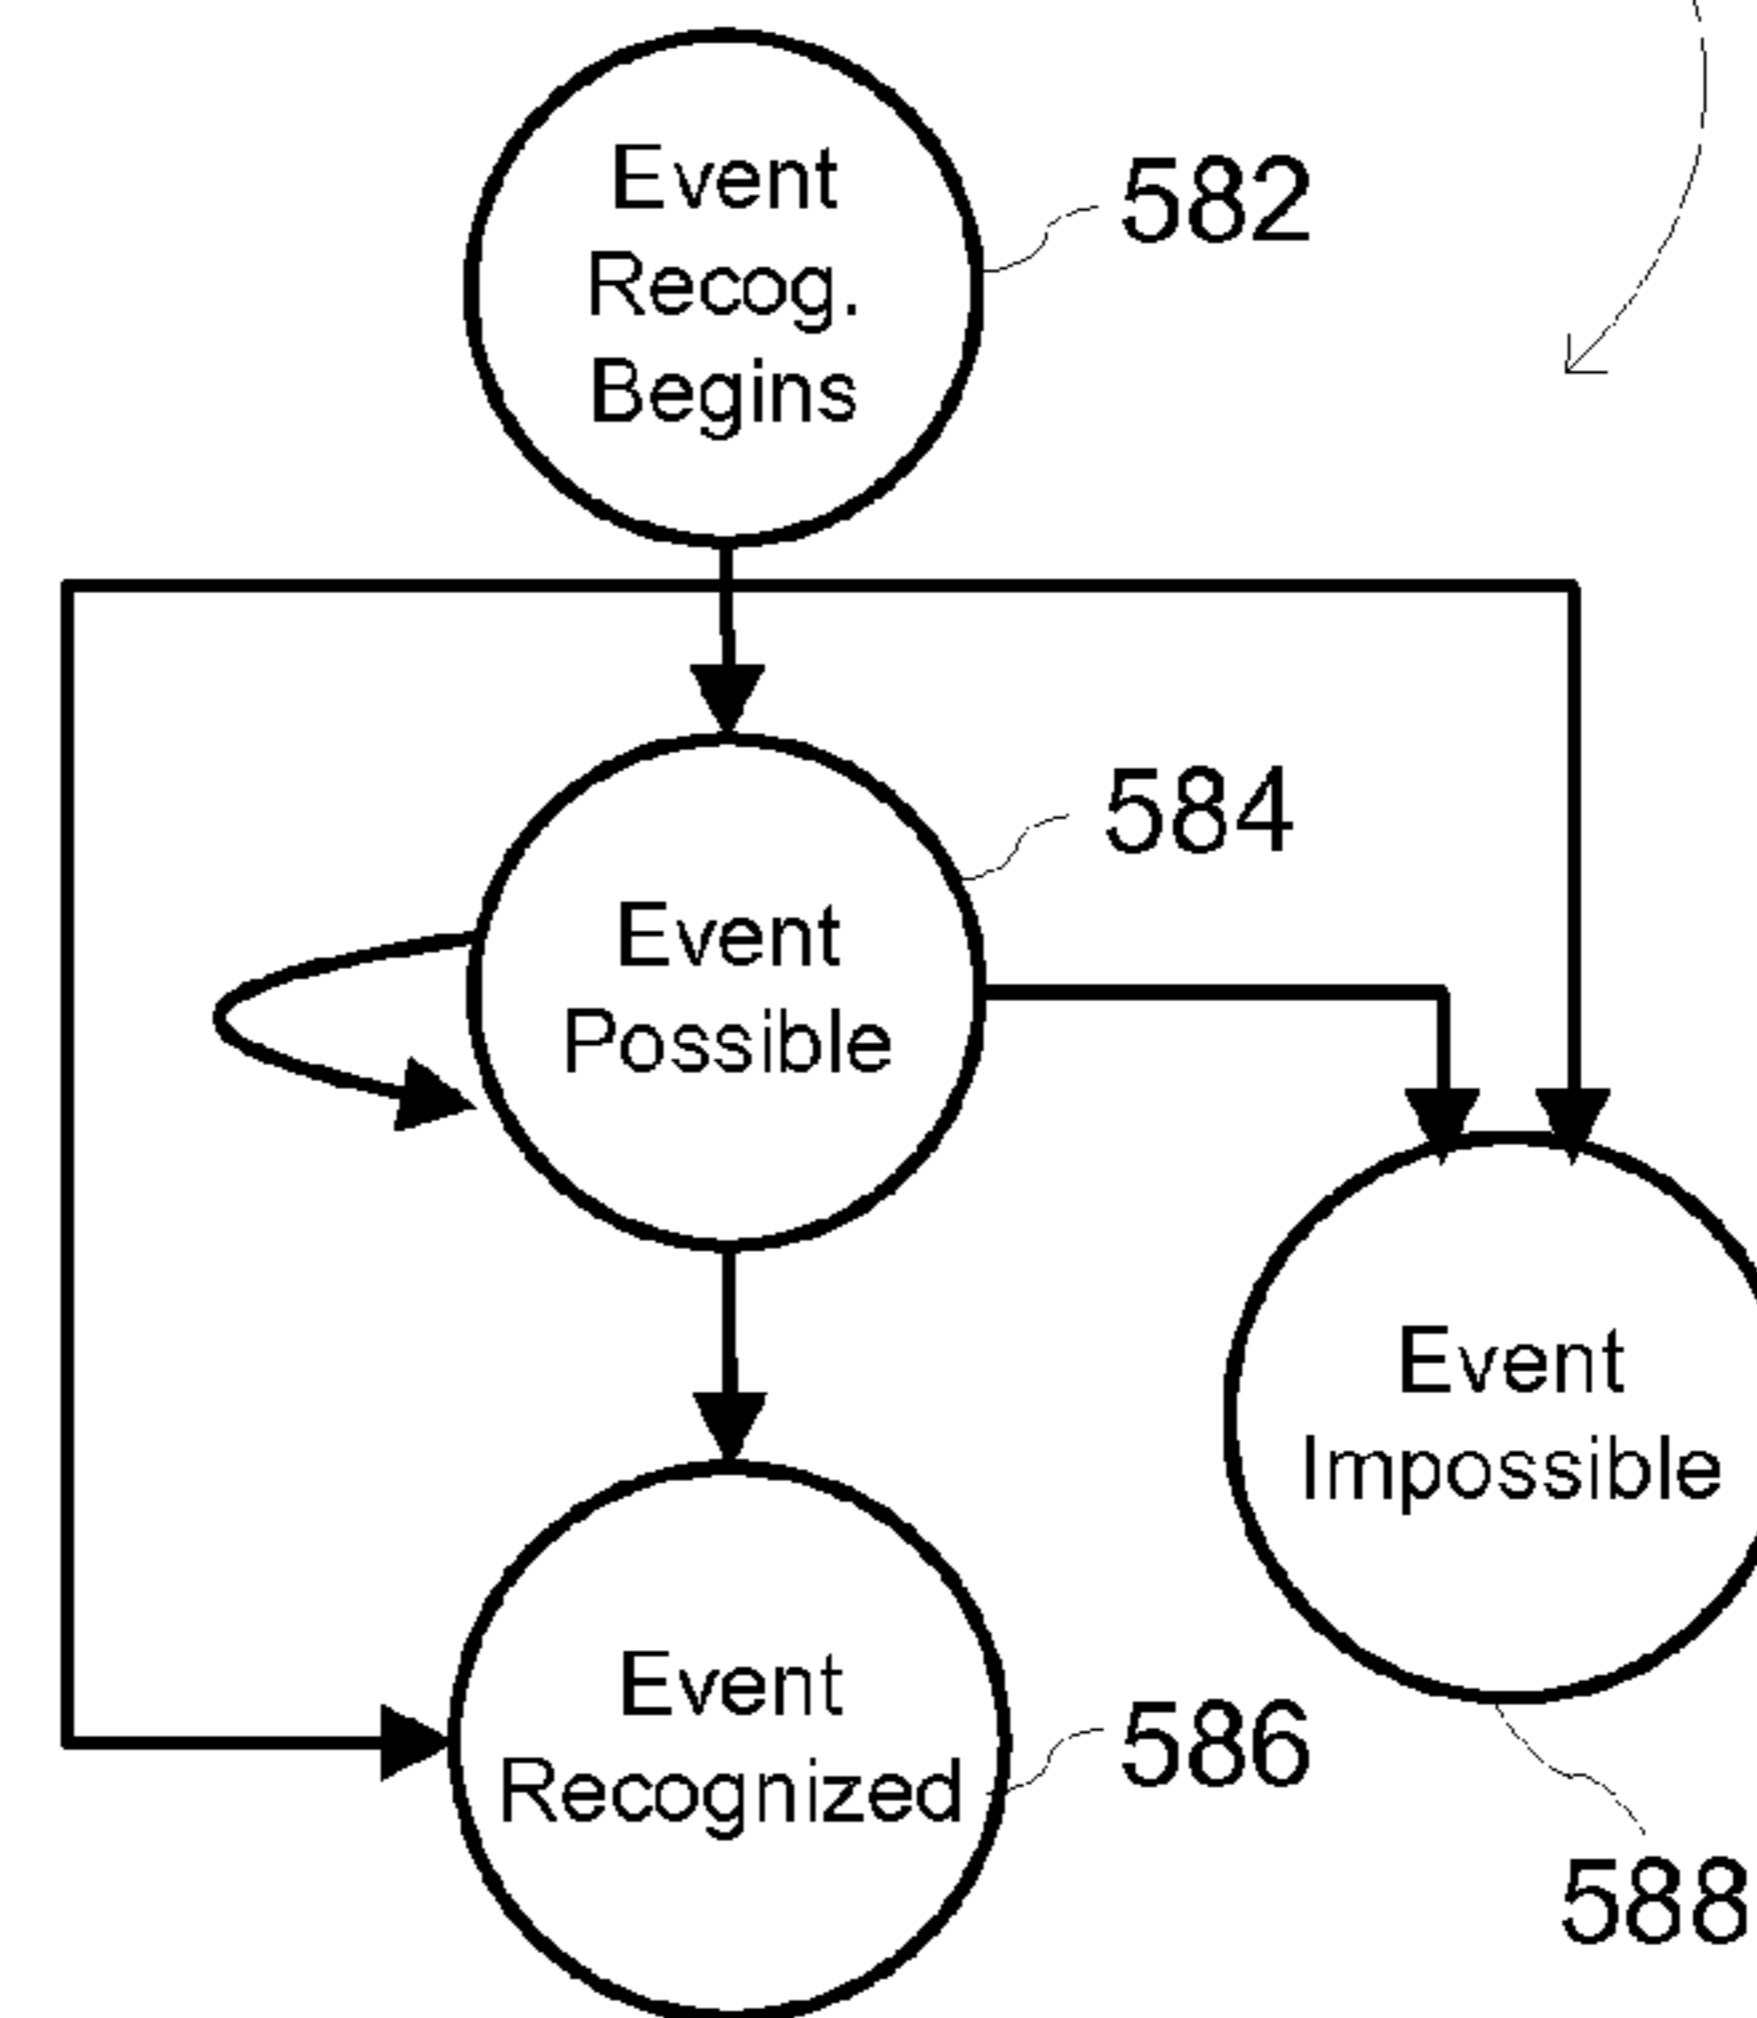 Event
Recog.
Begins
582
584
Event
Possible
Event
Impossible
Event
Recognized
586
588